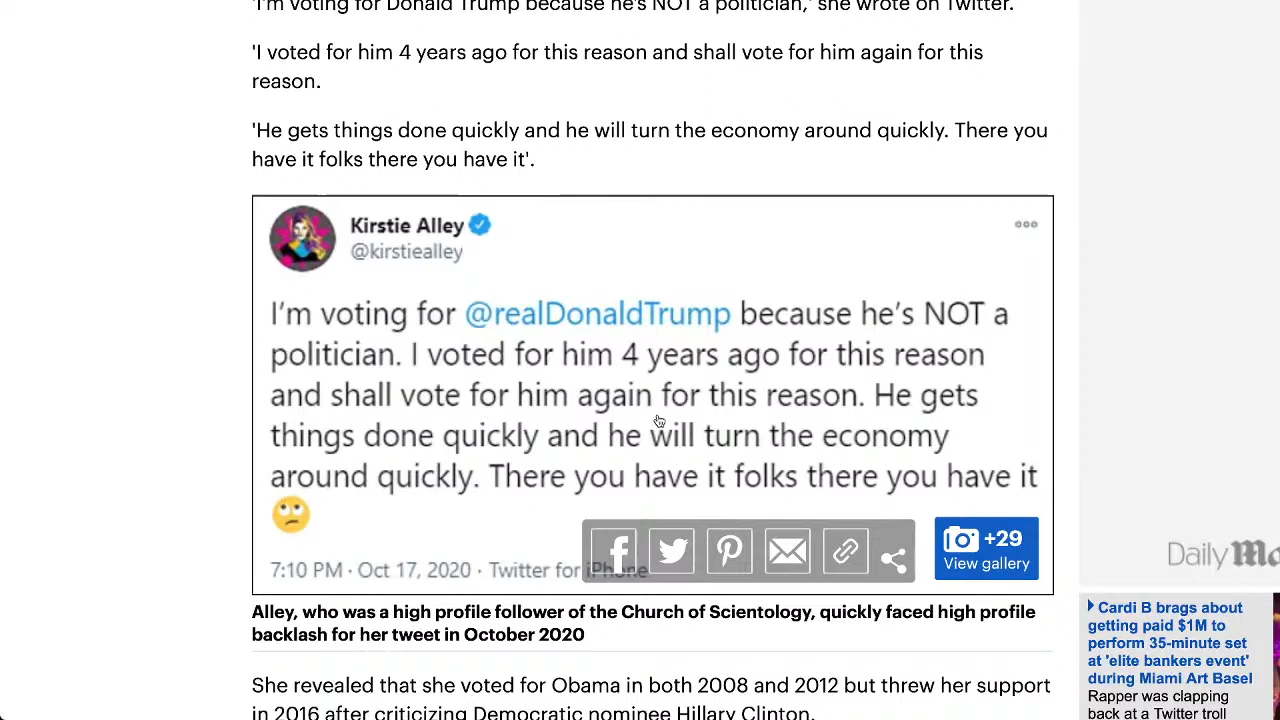 'I'm voting for Donald Trump because he's NOT a politician,' she wrote on Twitter.
'I voted for him 4 years ago for this reason and shall vote for him again for this
reason.
'He gets things done quickly and he will turn the economy around quickly. There you
have it folks there you have it'.
Kirstie Alley
@kirstiealley
I'm voting for @realDonaldTrump because he's NOT a
politician. I voted for him 4 years ago for this reason
and shall vote for him again for this reason. He gets
things done quickly and he will turn the economy
around quickly. There you have it folks there you have it
7:10 PM · Oct 17, 2020 · Twitter for iPhone
+29
View gallery
Alley, who was a high profile follower of the Church of Scientology, quickly faced high profile
backlash for her tweet in October 2020
She revealed that she voted for Obama in both 2008 and 2012 but threw her support
in 2016 after criticizing Democratic nominee Hillary Clinton.
Daily
Cardi B brags about
getting paid $1M to
perform 35-minute set
at 'elite bankers event'
during Miami Art Basel
Rapper was clapping
back at a Twitter troll